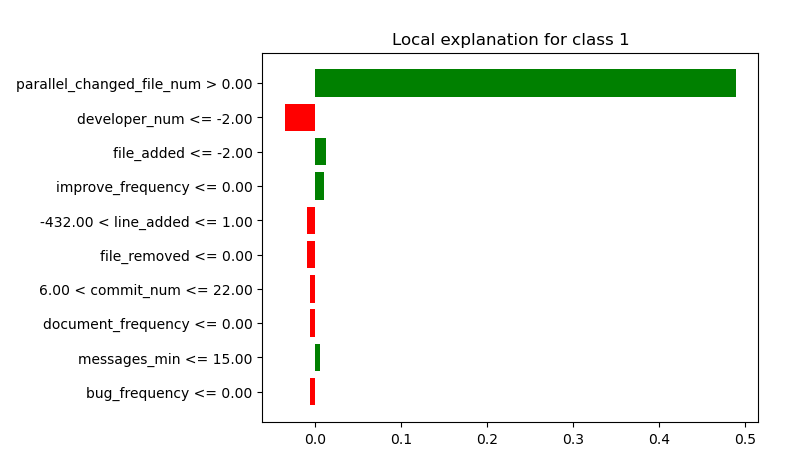 Local explanation for class 1
parallel_changed_file_num > 0.00
developer_num <= -2.00
file_added <= -2.00
improve_frequency <= 0.00
-432.00 < line_added <= 1.00
file_removed <= 0.00
6.00 < commit_num <= 22.00
document_frequency <= 0.00
messages_min <= 15.00
bug_frequency <= 0.00
0.0 0.1 0.2 0.3 0.4 0.5